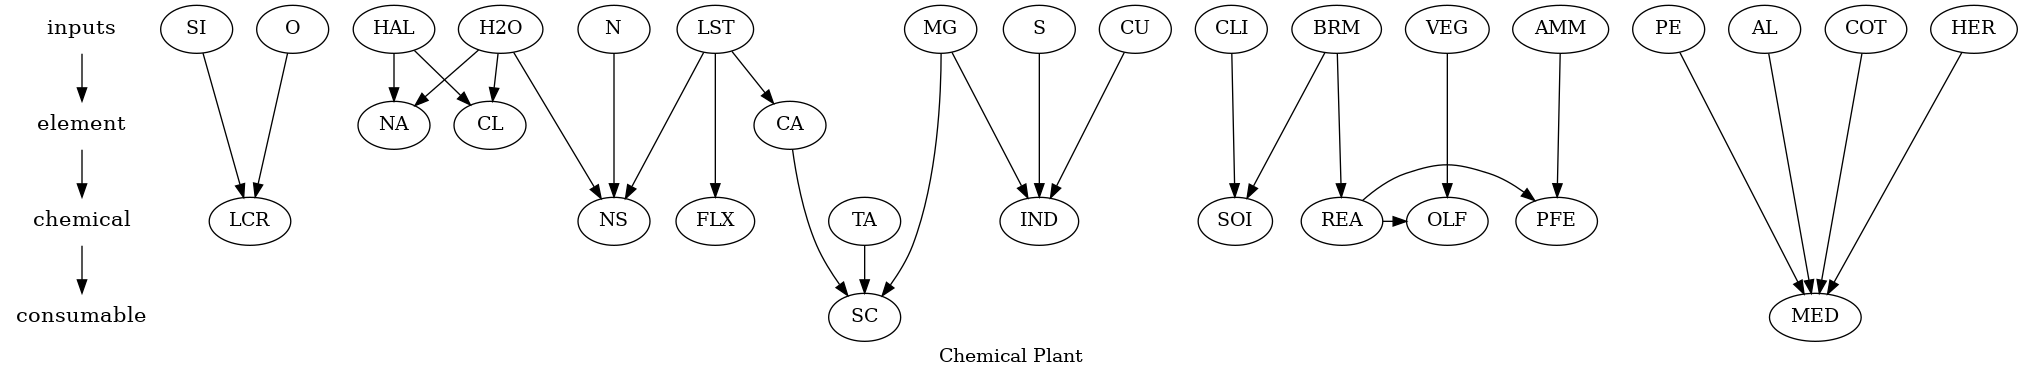 inputs SI O HAL H2O N LST MG S CU CLI BRM VEG AMM PE AL COT HER
element NA CL CA
chemical LCR NS FLX TA IND SOI REA OLF PFE
consumable SC MED
Chemical Plant